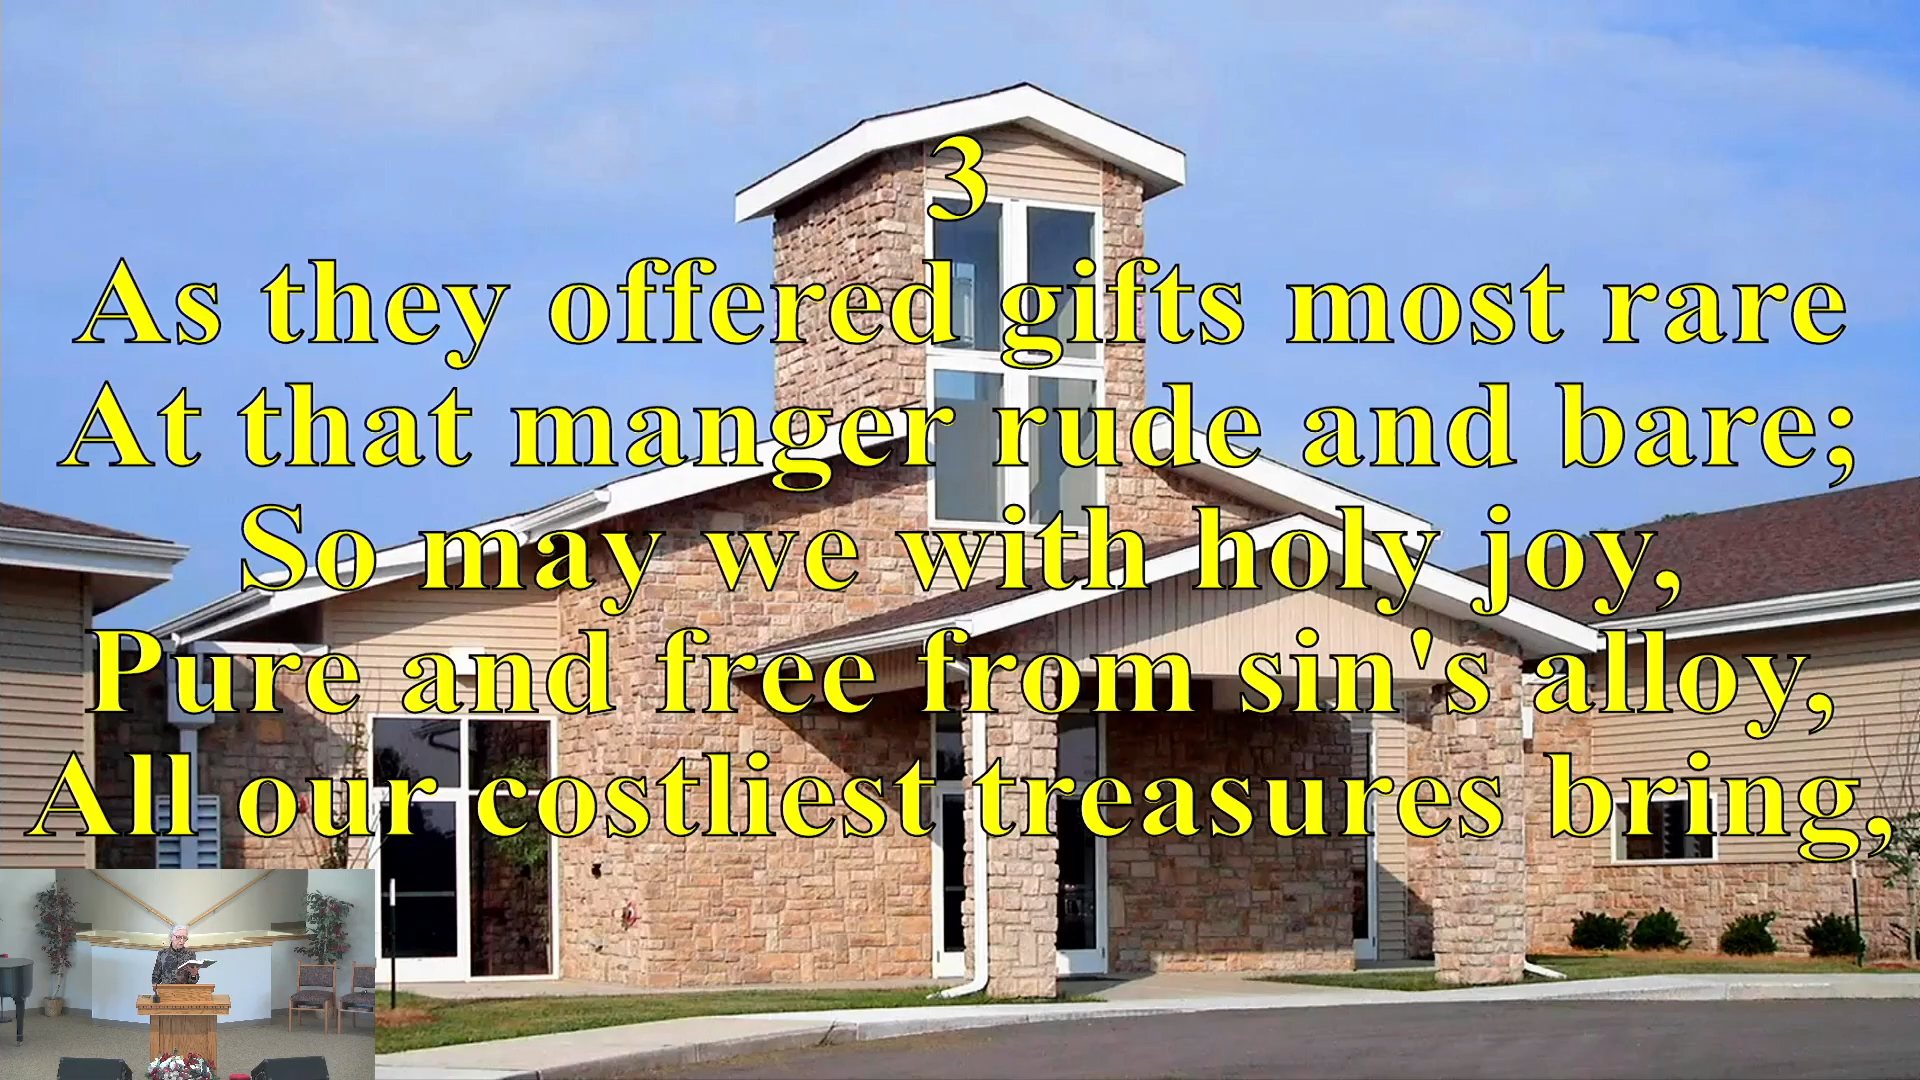 3
As they offered gifts most rare
At that manger rude and bare;
So may we with holy joy,
Pure and free from sin's alloy,
All our costliest treasures bring,